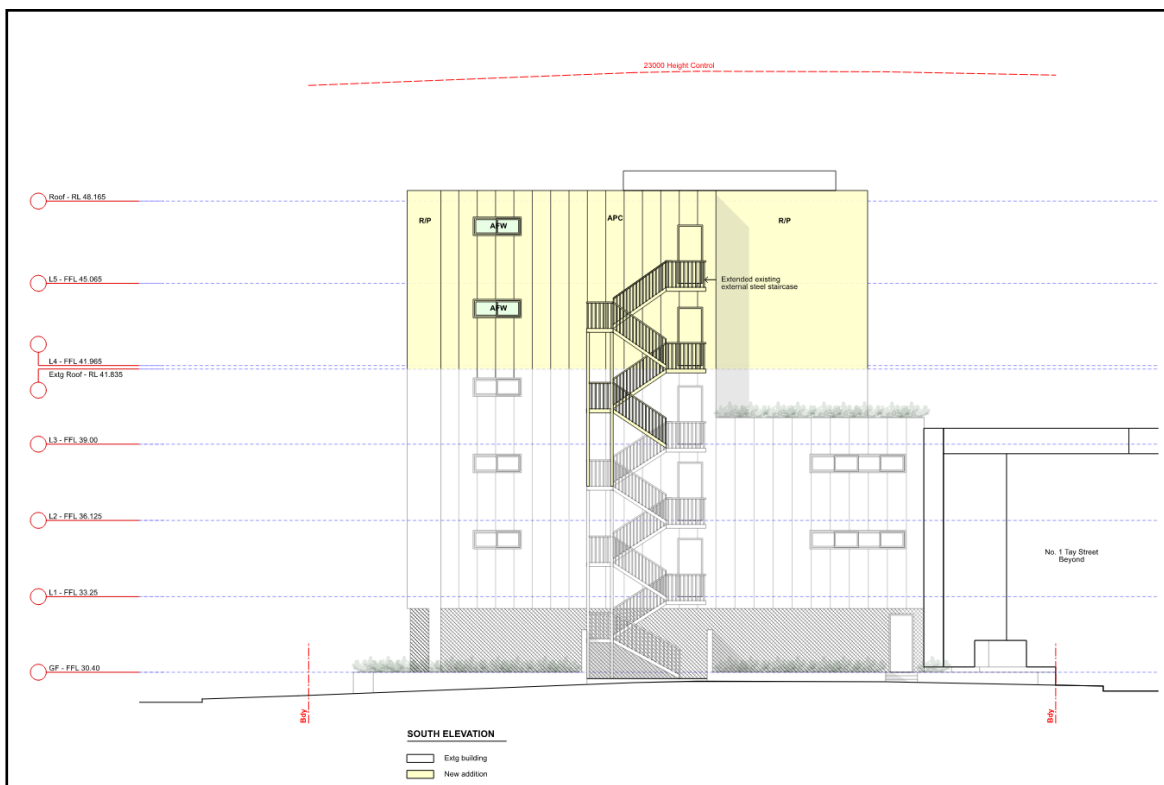 23000 Height Control
Roof - RL 48.165
R/P
AFW
APC
R/P
L5 - FFL 45.065
Extended existing
external steel staircase
AFW
L4 - FFL 41.965
Extg Roof - RL 41.835
L3 - FFL 39.00
L2 - FFL 36.125
No. 1 Tay Street
Beyond
L1 - FFL 33.25
GF - FFL 30.40
Bdy
Bdy
SOUTH ELEVATION
Extg building
New addition